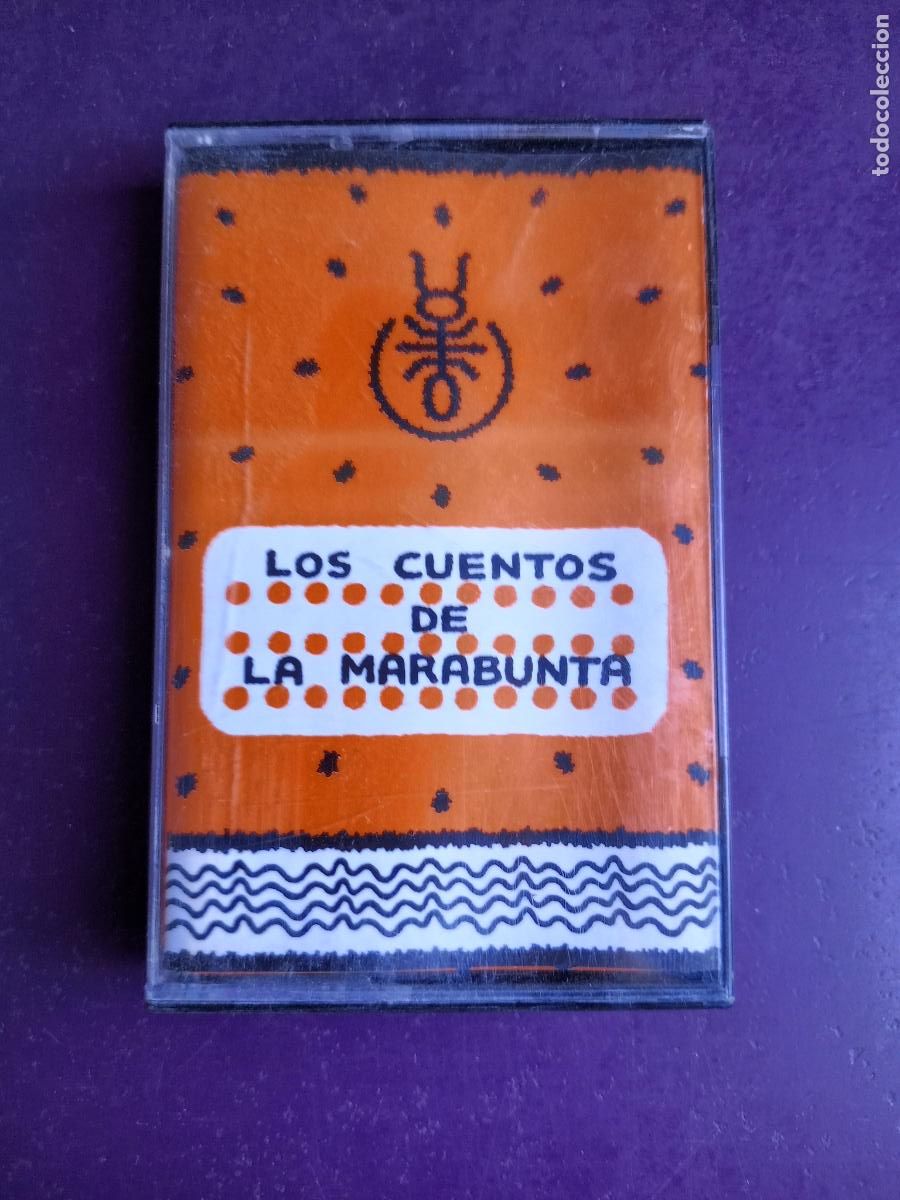 todocoleccion
LOS CUENTOS
DE
LA MARABUNTA